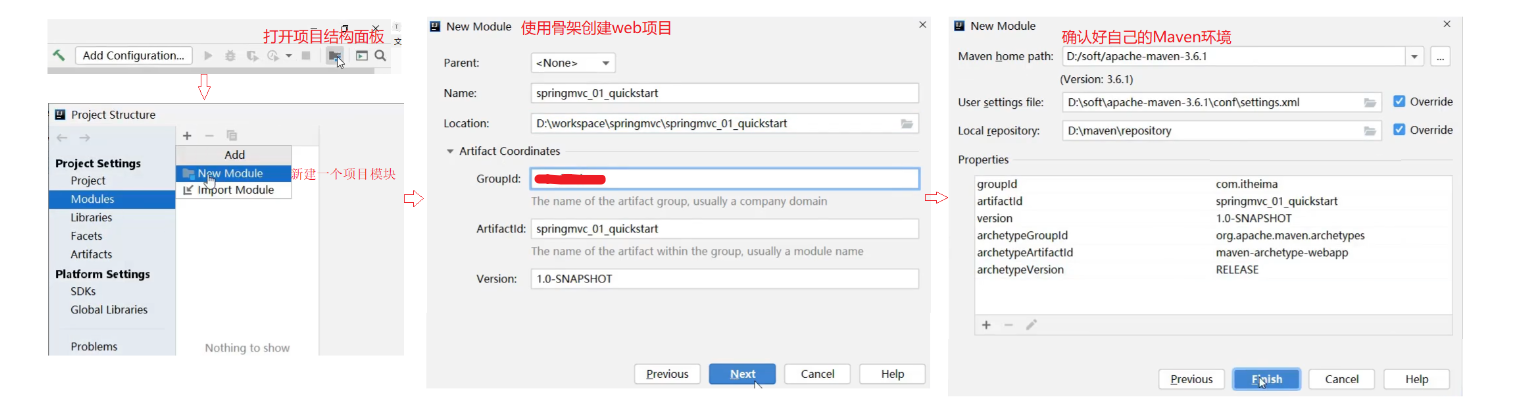 打开项目结构面板
Add Configuration...
Project Structure
Project Settings
Project
Modules
Libraries
Facets
Artifacts
Platform Settings
SDKs
Global Libraries
Problems
Add
New Module
新建一个项目模块
Import Module
Nothing to show
New Module
使用骨架创建web项目
Parent:
<None>
Name:
springmvc_01_quickstart
Location:
D:\workspace\springmvc\springmvc_01_quickstart
Artifact Coordinates
GroupId:
The name of the artifact group, usually a company domain
ArtifactId:
springmvc_01_quickstart
The name of the artifact within the group, usually a module name
Version:
1.0-SNAPSHOT
Previous
Next
Cancel
Help
New Module
确认好自己的Maven环境
Maven home path:
D:/soft/apache-maven-3.6.1
...
(Version: 3.6.1)
User settings file:
D:\soft\apache-maven-3.6.1\conf\settings.xml
Override
Local repository:
D:\maven\repository
Override
Properties
groupId com.itheima
artifactId springmvc_01_quickstart
version 1.0-SNAPSHOT
archetypeGroupId org.apache.maven.archetypes
archetypeArtifactId maven-archetype-webapp
archetypeVersion RELEASE
Previous
Finish
Cancel
Help